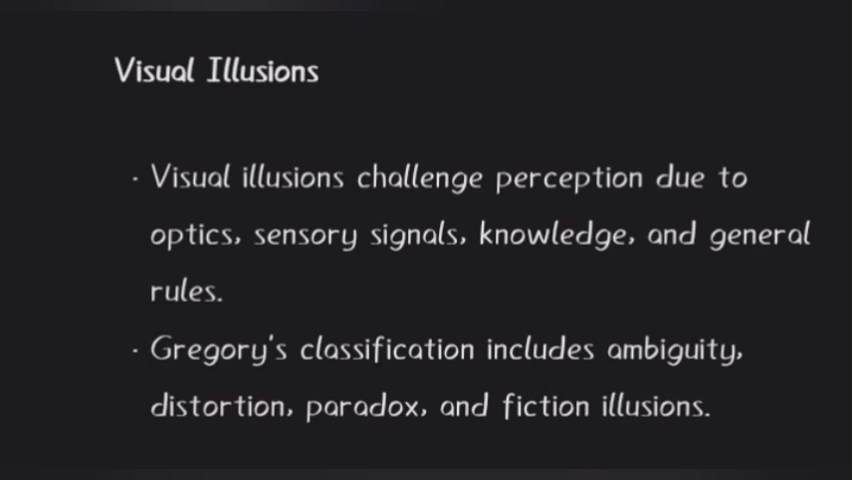 Visual Illusions
· Visual illusions challenge perception due to
optics, sensory signals, knowledge, and general
rules.
· Gregory's classification includes ambiguity,
distortion, paradox, and fiction illusions.